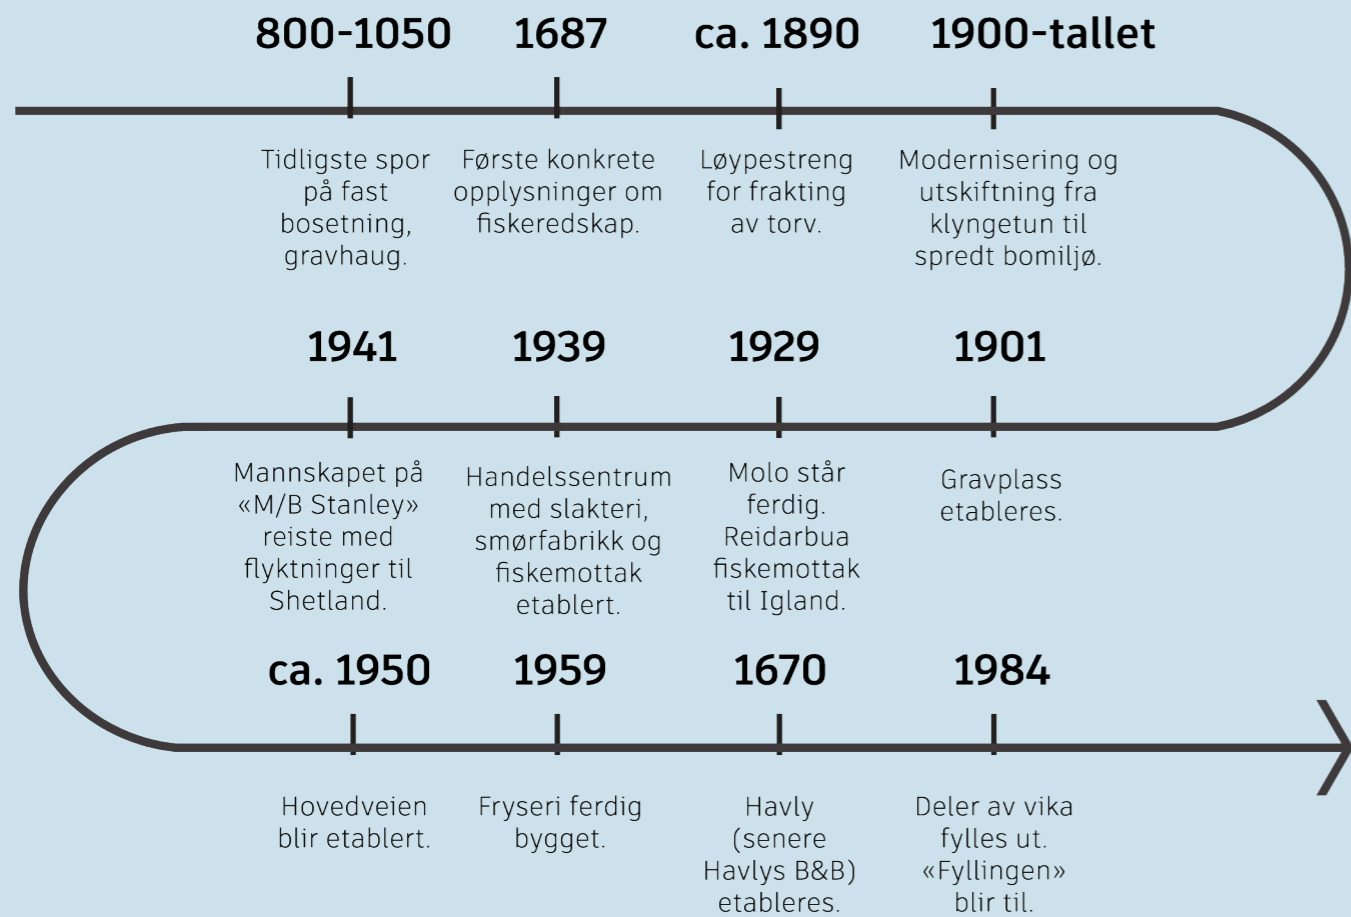 800-1050
Tidligste spor
på fast
bosetning,
gravhaug.
1687
Første konkrete
opplysninger om
fiskeredskap.
ca. 1890
Løypestreng
for frakting
av torv.
1900-tallet
Modernisering og
utskiftning fra
klyngetun til
spredt bomiljø.
1901
Gravplass
etableres.
1929
Molo står
ferdig.
Reidarbua
fiskemottak
til Igland.
1939
Handelssentrum
med slakteri,
smørfabrikk og
fiskemottak
etablert.
1941
Mannskapet på
«M/B Stanley»
reiste med
flyktninger til
Shetland.
ca. 1950
Hovedveien
blir etablert.
1959
Fryseri ferdig
bygget.
1670
Havly
(senere
Havlys B&B)
etableres.
1984
Deler av vika
fylles ut.
«Fyllingen»
blir til.